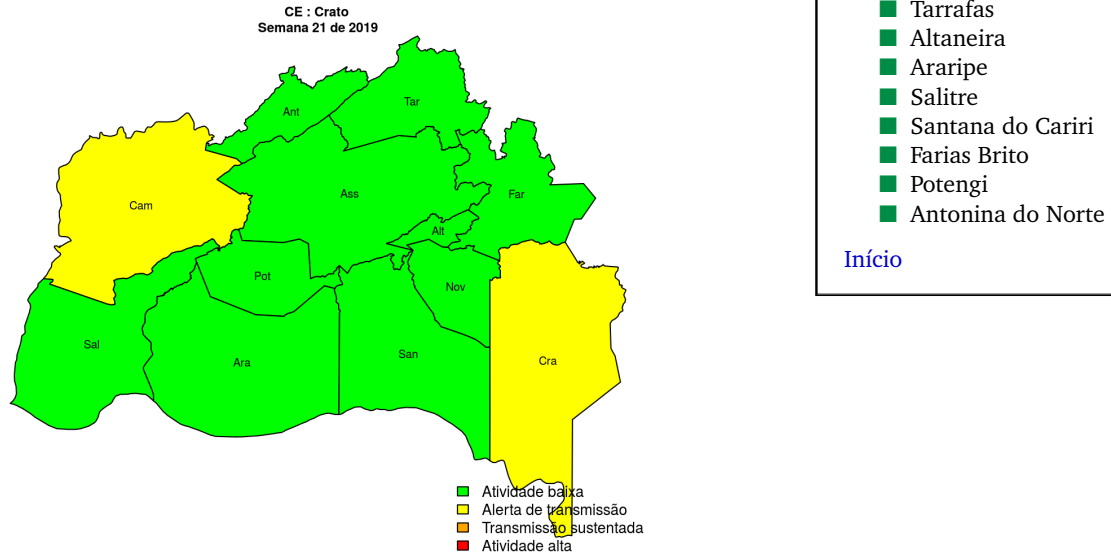 CE : Crato
Semana 21 de 2019
Ant
Tar
Cam
Ass
Far
Alt
Pot
Nov
Sal
Ara
San
Cra
Atividade baixa
Alerta de transmissão
Transmissão sustentada
Atividade alta
Tarrafas
Altaneira
Araripe
Salitre
Santana do Cariri
Farias Brito
Potengi
Antonina do Norte
Início